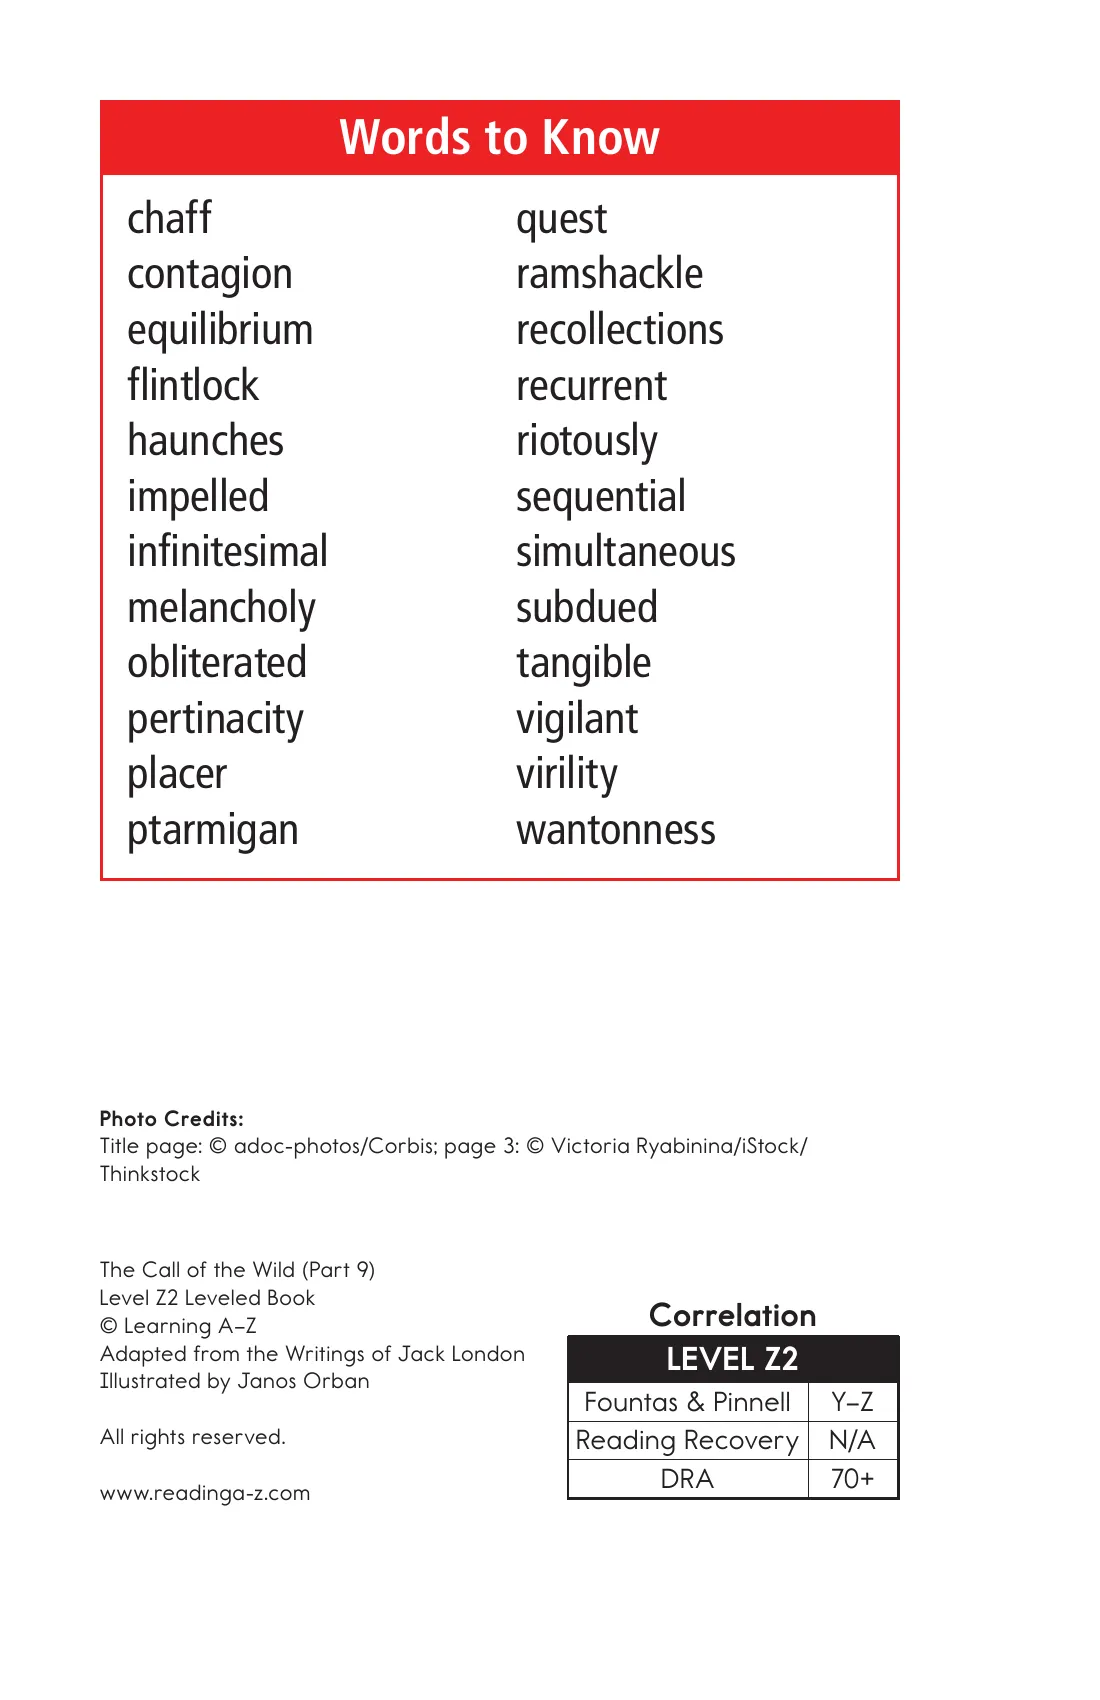 Words to Know
chaff
contagion
equilibrium
flintlock
haunches
impelled
infinitesimal
melancholy
obliterated
pertinacity
placer
ptarmigan
quest
ramshackle
recollections
recurrent
riotously
sequential
simultaneous
subdued
tangible
vigilant
virility
wantonness
Photo Credits:
Title page: © adoc-photos/Corbis; page 3: © Victoria Ryabinina/iStock/
Thinkstock
The Call of the Wild (Part 9)
Level Z2 Leveled Book
© Learning A–Z
Adapted from the Writings of Jack London
Illustrated by Janos Orban
All rights reserved.
www.readinga-z.com
Correlation
LEVEL Z2
Fountas & Pinnell Y–Z
Reading Recovery N/A
DRA 70+